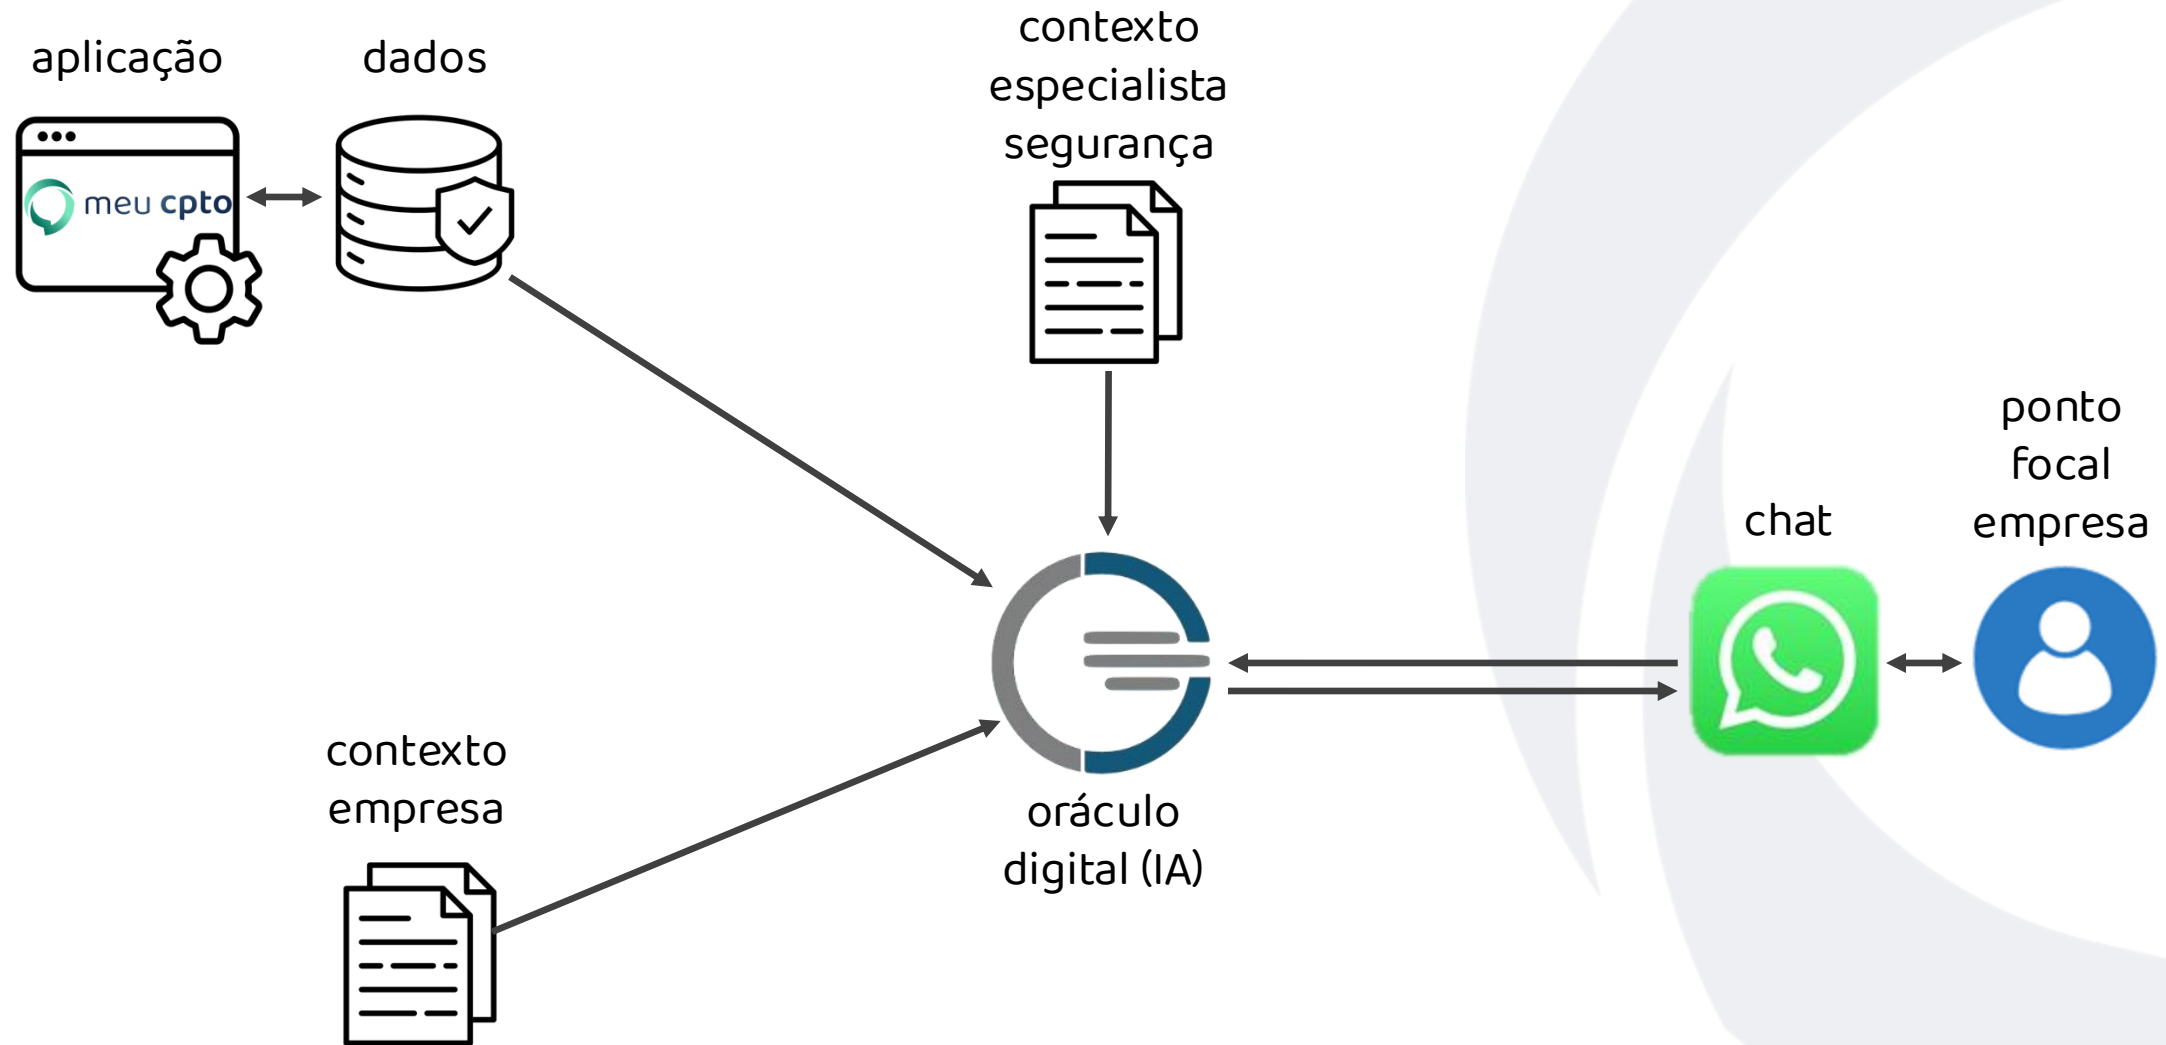 aplicação
dados
meu cpto
contexto
especialista
segurança
ponto
focal
empresa
chat
contexto
empresa
oráculo
digital (IA)